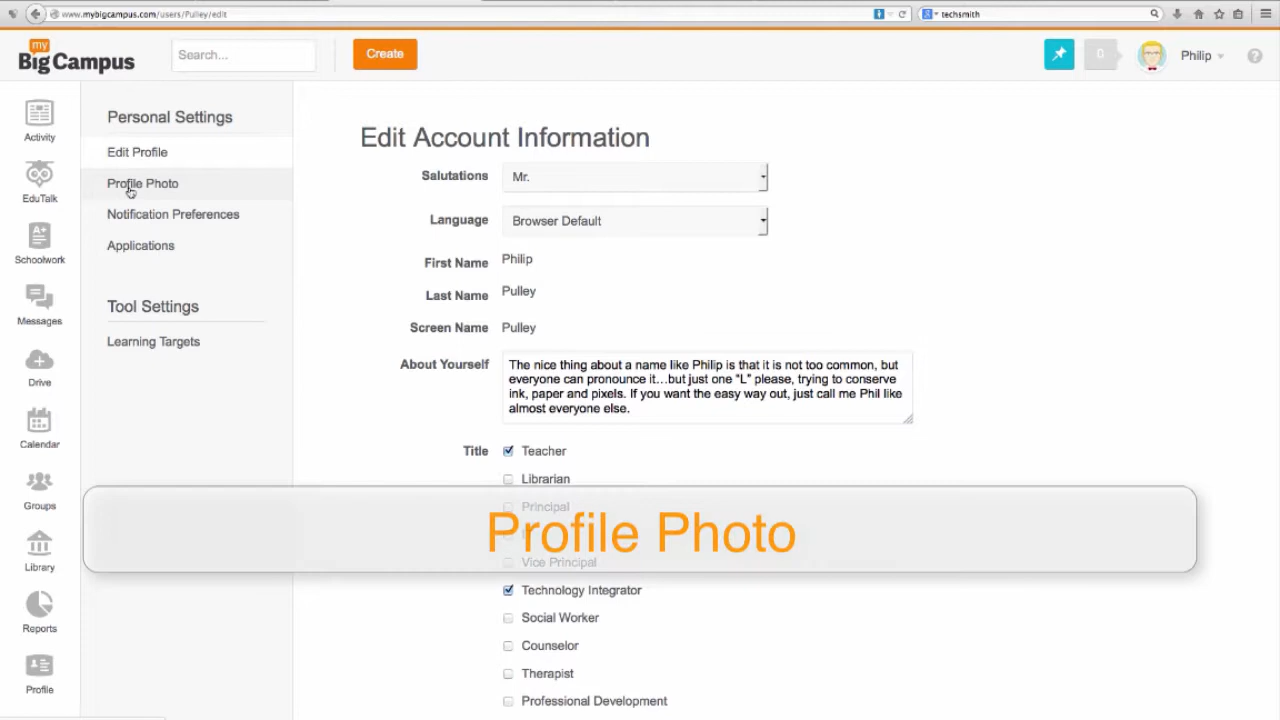 www.mybigcampus.com/users/Pulley/edit
techsmith
my
BigCampus
Search...
Create
0
Philip
?
Activity
EduTalk
A+
Schoolwork
Messages
Drive
Calendar
Groups
Library
Reports
Profile
Personal Settings
Edit Profile
Profile Photo
Notification Preferences
Applications
Tool Settings
Learning Targets
Edit Account Information
Salutations Mr.
Language Browser Default
First Name Philip
Last Name Pulley
Screen Name Pulley
About Yourself The nice thing about a name like Philip is that it is not too common, but
everyone can pronounce it…but just one “L” please, trying to conserve
ink, paper and pixels. If you want the easy way out, just call me Phil like
almost everyone else.
Title Teacher
Librarian
Principal
Profile Photo
Vice Principal
Technology Integrator
Social Worker
Counselor
Therapist
Professional Development